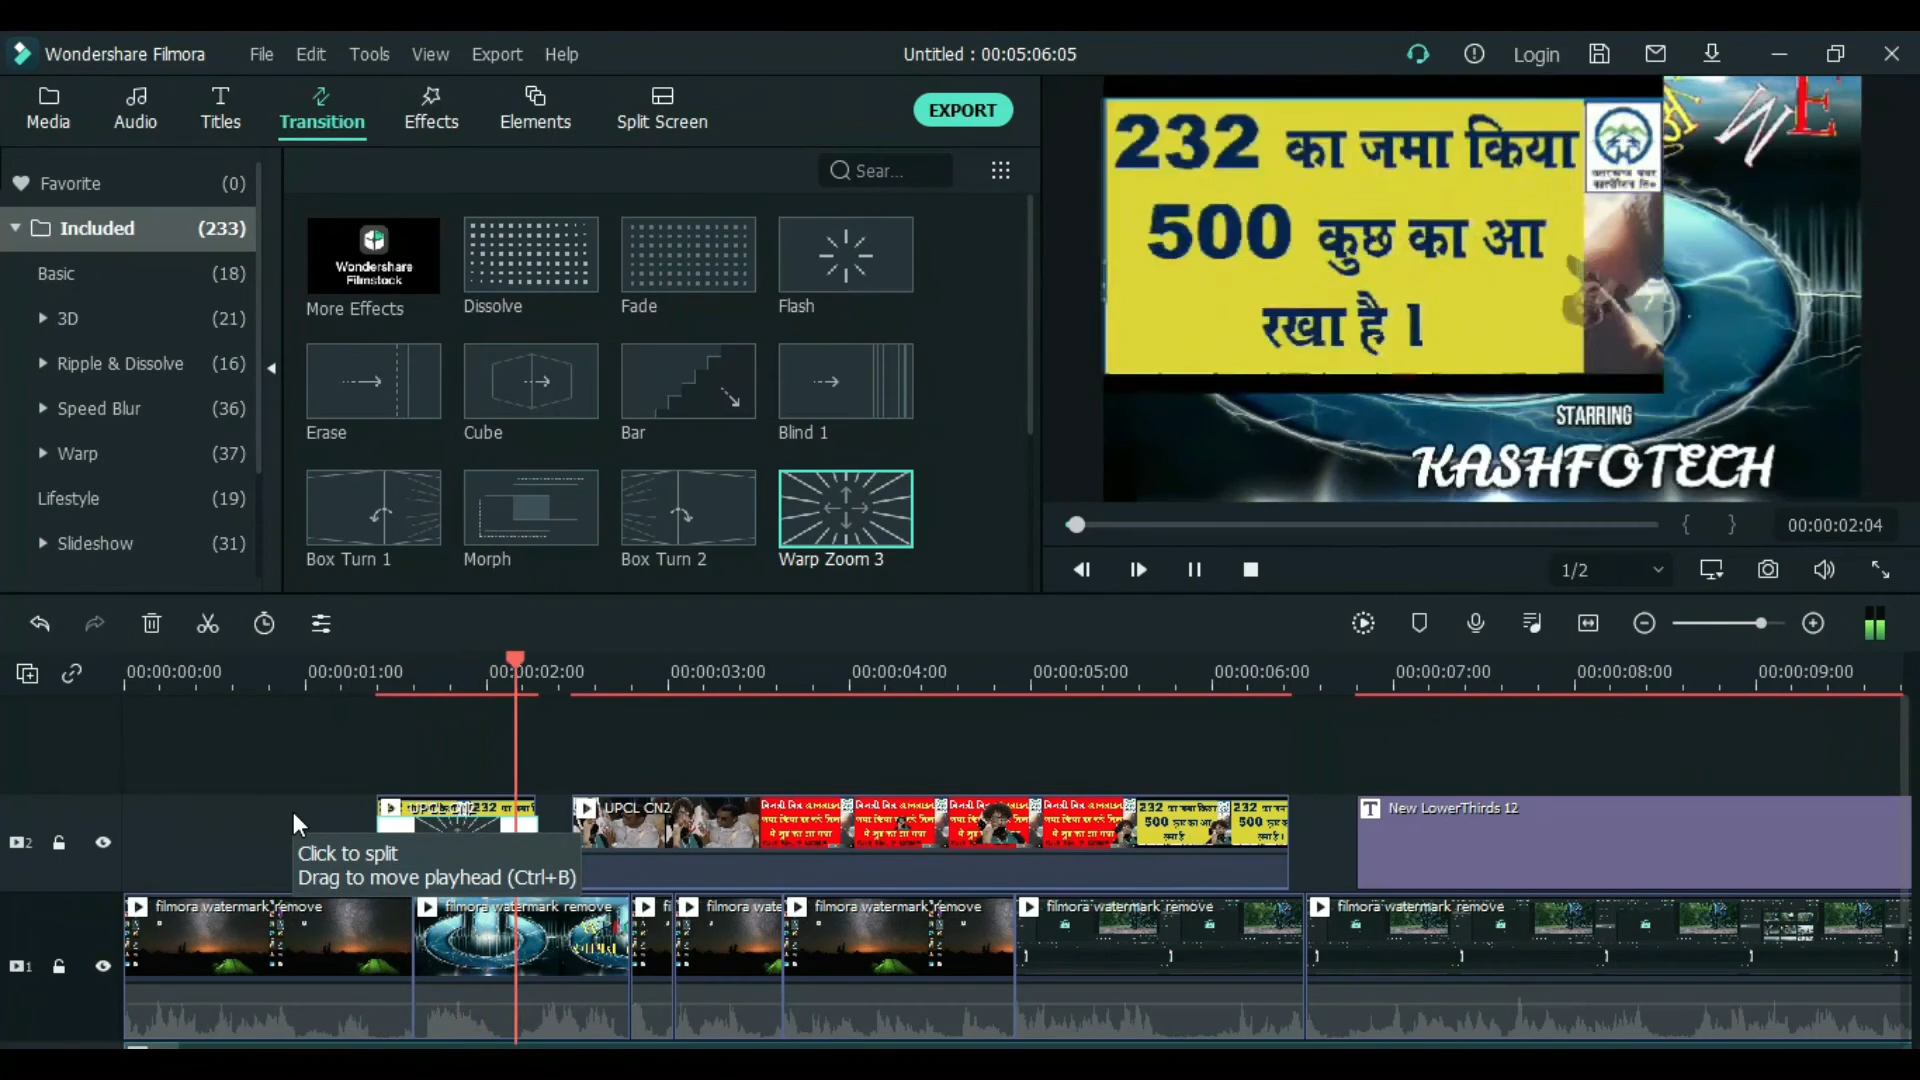 Wondershare Filmora File Edit Tools View Export Help Untitled : 00:05:06:05 Login
Media Audio Titles Transition Effects Elements Split Screen EXPORT
Favorite (0)
Included (233)
Basic (18)
3D (21)
Ripple & Dissolve (16)
Speed Blur (36)
Warp (37)
Lifestyle (19)
Slideshow (31)
Sear...
Wondershare
Filmstock
More Effects Dissolve Fade Flash
Erase Cube Bar Blind 1
Box Turn 1 Morph Box Turn 2 Warp Zoom 3
232 का जमा किया
500 कुछ का आ
रखा है l
WE
STARRING
KASHFOTECH
{ } 00:00:02:04
1/2
00:00:00:00 00:00:01:00 00:00:02:00 00:00:03:00 00:00:04:00 00:00:05:00 00:00:06:00 00:00:07:00 00:00:08:00 00:00:09:00
UPCL CN2 UPCL CN2 New LowerThirds 12
2
Click to split
Drag to move playhead (Ctrl+B)
filmora watermark remove filmora watermark remove fi filmora wate filmora watermark remove filmora watermark remove filmora watermark remove
1